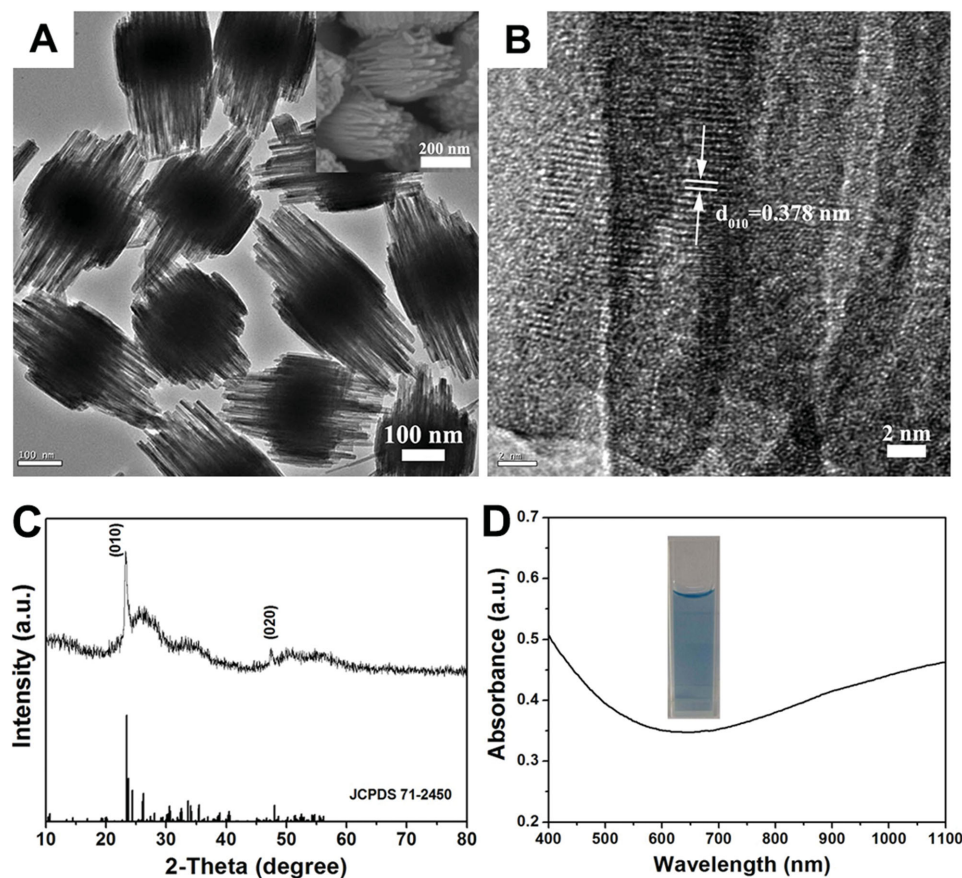 A
200 nm
100 nm
100 nm
B
d010=0.378 nm
2 nm
2 nm
C
(010)
(020)
Intensity (a.u.)
JCPDS 71-2450
10 20 30 40 50 60 70 80
2-Theta (degree)
D
0.7
0.6
0.5
0.4
0.3
0.2
Absorbance (a.u.)
400 500 600 700 800 900 1000 1100
Wavelength (nm)